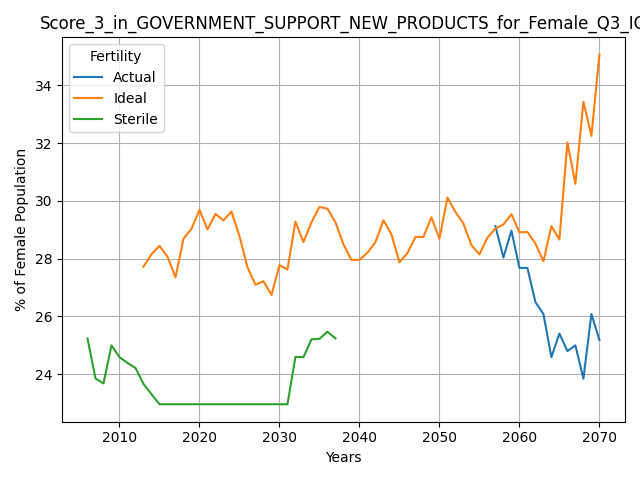 Score_3_in_GOVERNMENT_SUPPORT_NEW_PRODUCTS_for_Female_Q3_IC
Fertility
Actual
Ideal
Sterile
% of Female Population
34
32
30
28
26
24
2010 2020 2030 2040 2050 2060 2070
Years